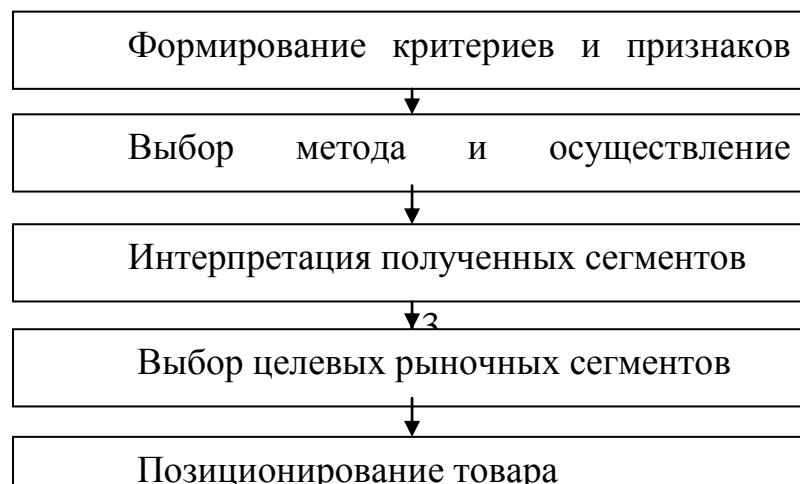 Формирование критериев и признаков
Выбор метода и осуществление
Интерпретация полученных сегментов
3
Выбор целевых рыночных сегментов
Позиционирование товара